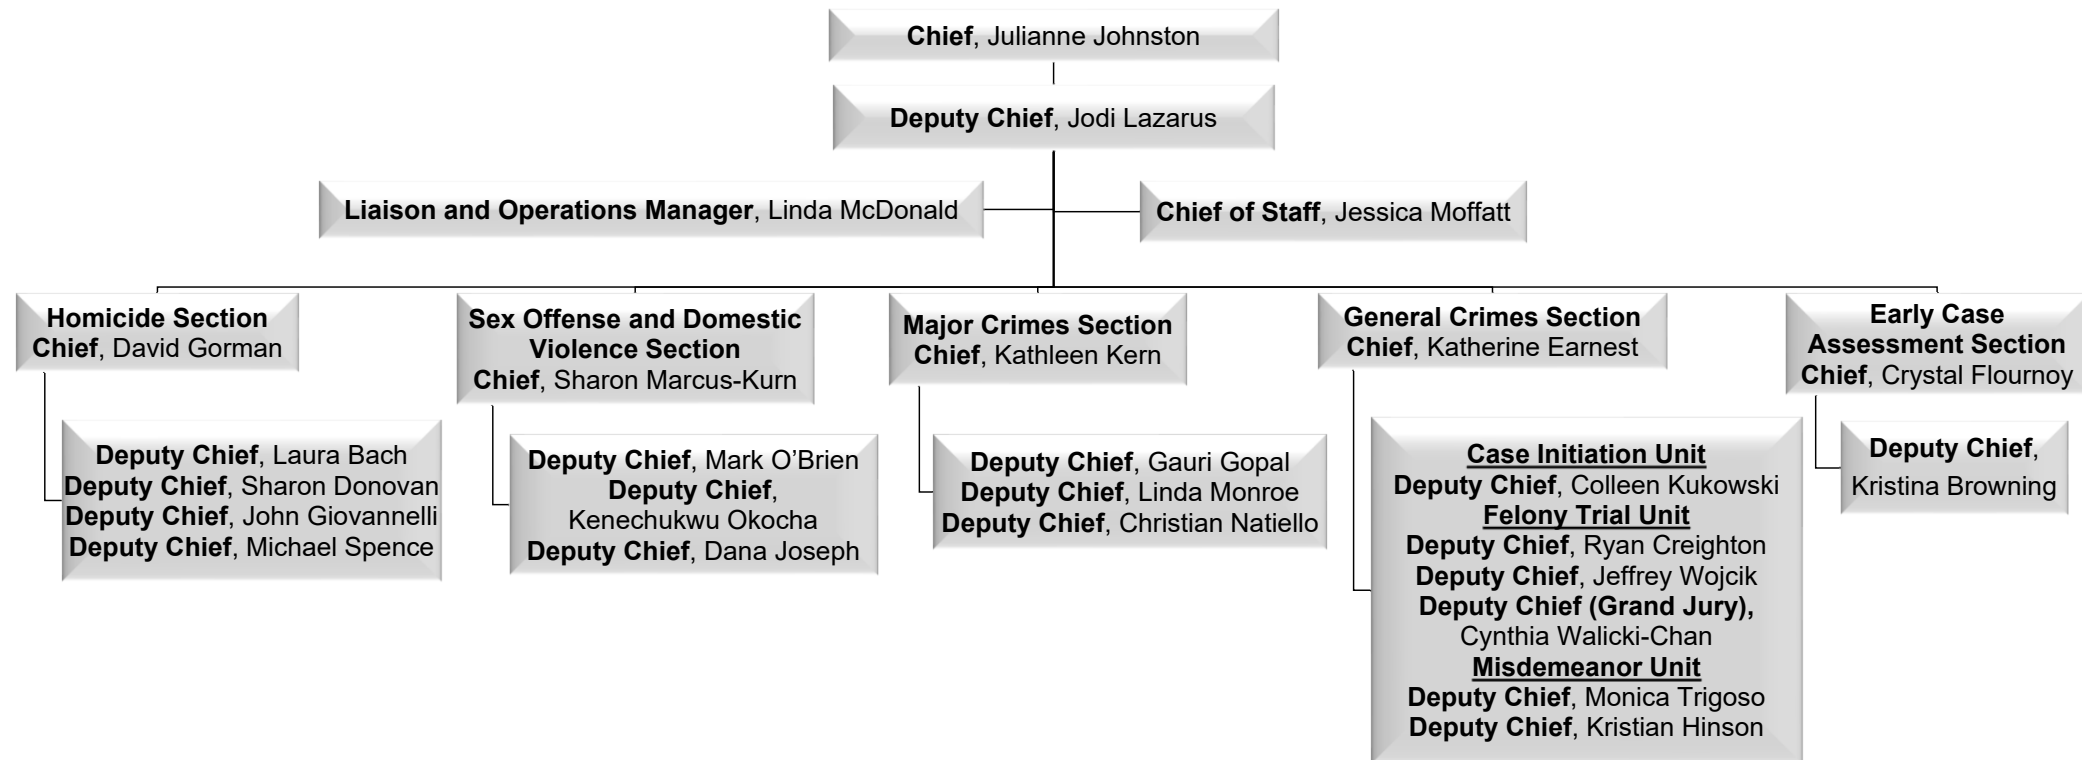 Chief, Julianne Johnston
Deputy Chief, Jodi Lazarus
Liaison and Operations Manager, Linda McDonald
Chief of Staff, Jessica Moffatt
Homicide Section
Chief, David Gorman
Deputy Chief, Laura Bach
Deputy Chief, Sharon Donovan
Deputy Chief, John Giovannelli
Deputy Chief, Michael Spence
Sex Offense and Domestic
Violence Section
Chief, Sharon Marcus-Kurn
Deputy Chief, Mark O’Brien
Deputy Chief,
Kenechukwu Okocha
Deputy Chief, Dana Joseph
Major Crimes Section
Chief, Kathleen Kern
Deputy Chief, Gauri Gopal
Deputy Chief, Linda Monroe
Deputy Chief, Christian Natiello
General Crimes Section
Chief, Katherine Earnest
Case Initiation Unit
Deputy Chief, Colleen Kukowski
Felony Trial Unit
Deputy Chief, Ryan Creighton
Deputy Chief, Jeffrey Wojcik
Deputy Chief (Grand Jury),
Cynthia Walicki-Chan
Misdemeanor Unit
Deputy Chief, Monica Trigoso
Deputy Chief, Kristian Hinson
Early Case
Assessment Section
Chief, Crystal Flournoy
Deputy Chief,
Kristina Browning